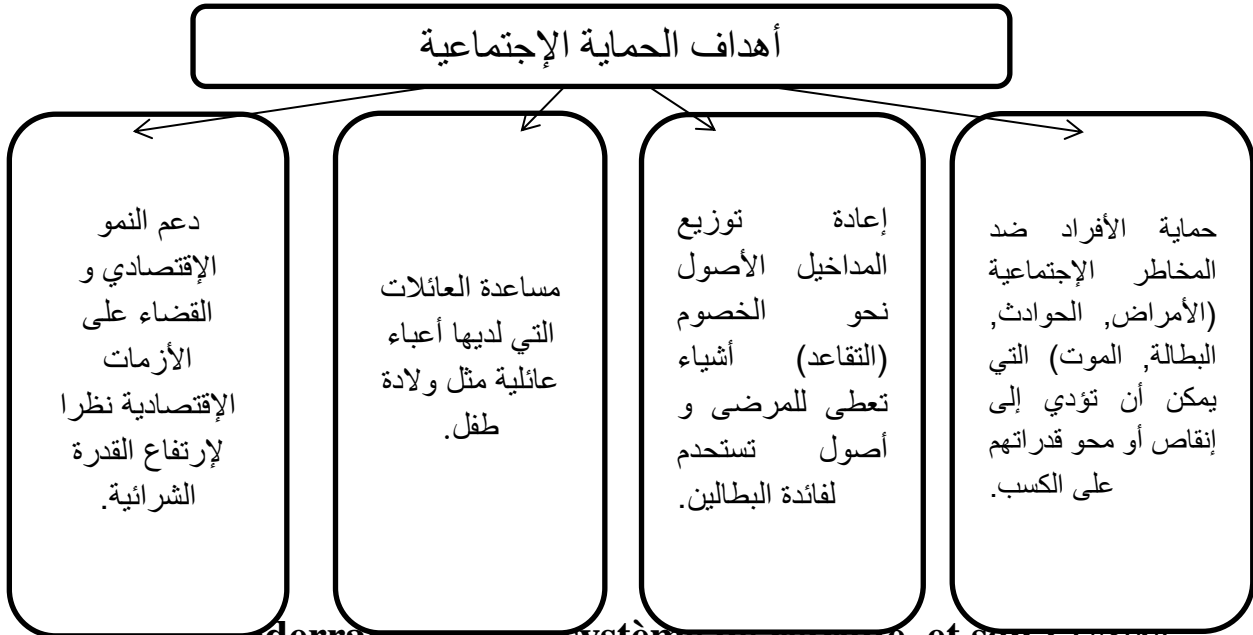 أهداف الحماية الإجتماعية
حماية الأفراد ضد
المخاطر الإجتماعية
(الأمراض, الحوادث,
البطالة, الموت) التي
يمكن أن تؤدي إلى
إنقاص أو محو قدراتهم
على الكسب.
إعادة توزيع
المداخيل الأصول
نحو الخصوم
(التقاعد) أشياء
تعطى للمرضى و
أصول تستحدم
لفائدة البطالين.
مساعدة العائلات
التي لديها أعباء
عائلية مثل ولادة
طفل.
دعم النمو
الإقتصادي و
القضاء على
الأزمات
الإقتصادية نظرا
لإرتفاع القدرة
الشرائية.